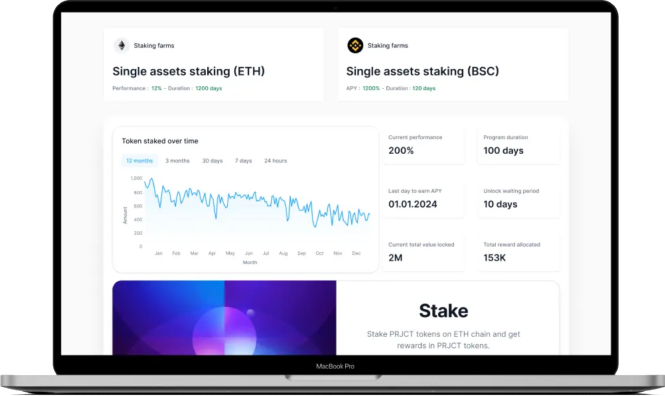 Staking farms
Single assets staking (ETH)
Performance : 12% - Duration : 1200 days
Staking farms
Single assets staking (BSC)
APY : 1200% - Duration : 120 days
Token staked over time
12 months 3 months 30 days 7 days 24 hours
Amount
1,000
800
600
400
200
0
Jan Feb Mar Apr May Jun Jul Aug Sep Oct Nov Dec
Month
Current performance
200%
Program duration
100 days
Last day to earn APY
01.01.2024
Unlock waiting period
10 days
Current total value locked
2M
Total reward allocated
153K
Stake
Stake PRJCT tokens on ETH chain and get
rewards in PRJCT tokens.
MacBook Pro